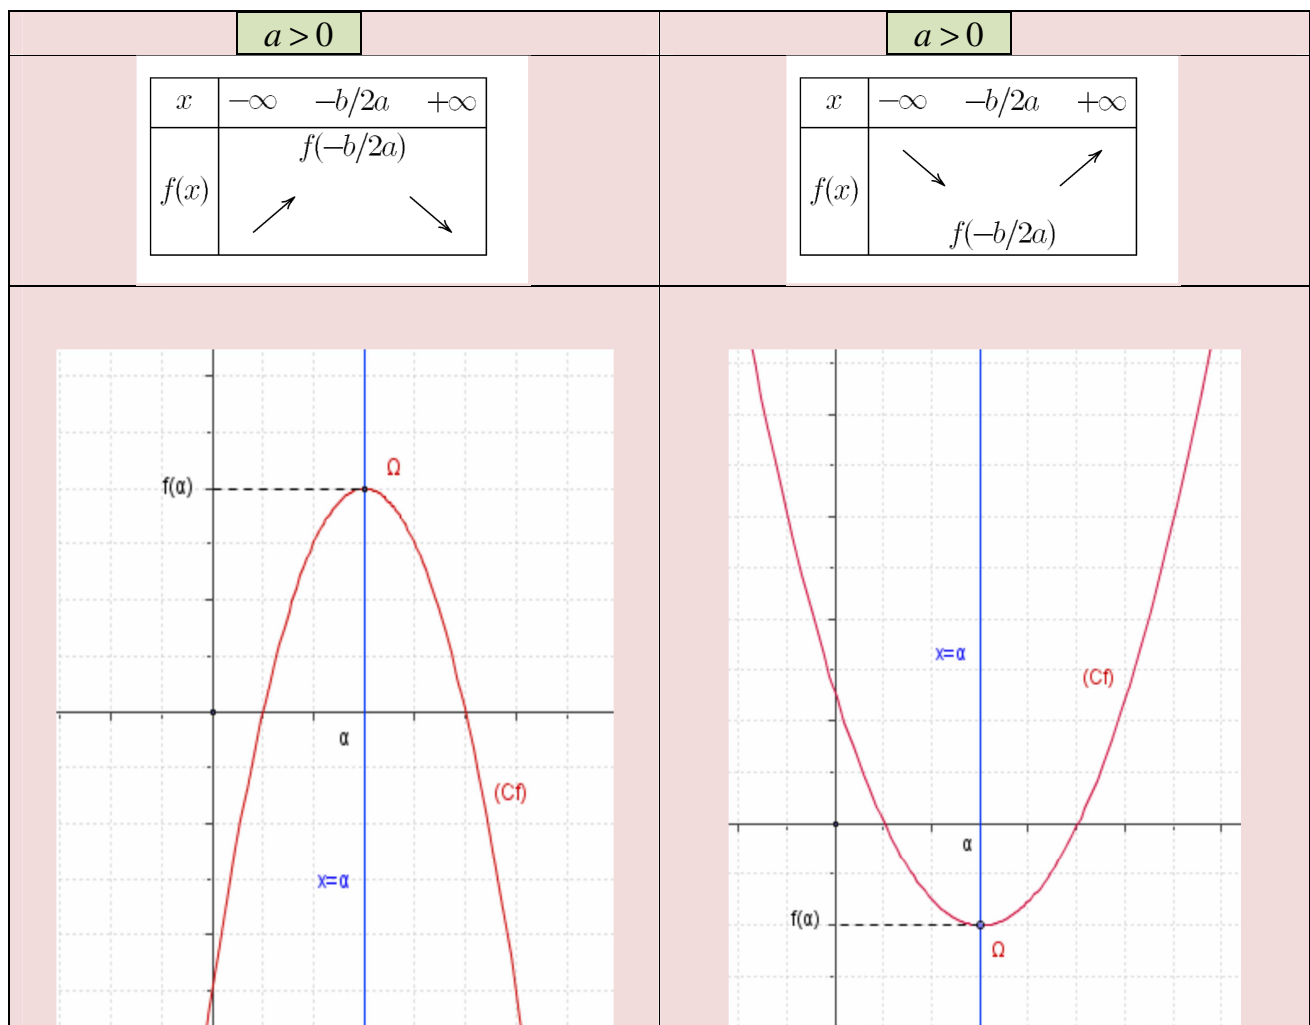 a > 0
a > 0
x −∞ −b/2a +∞
f(−b/2a)
f(x)
x −∞ −b/2a +∞
f(x)
f(−b/2a)
Ω
f(α)
α
(Cf)
x=α
x=α
(Cf)
α
f(α)
Ω